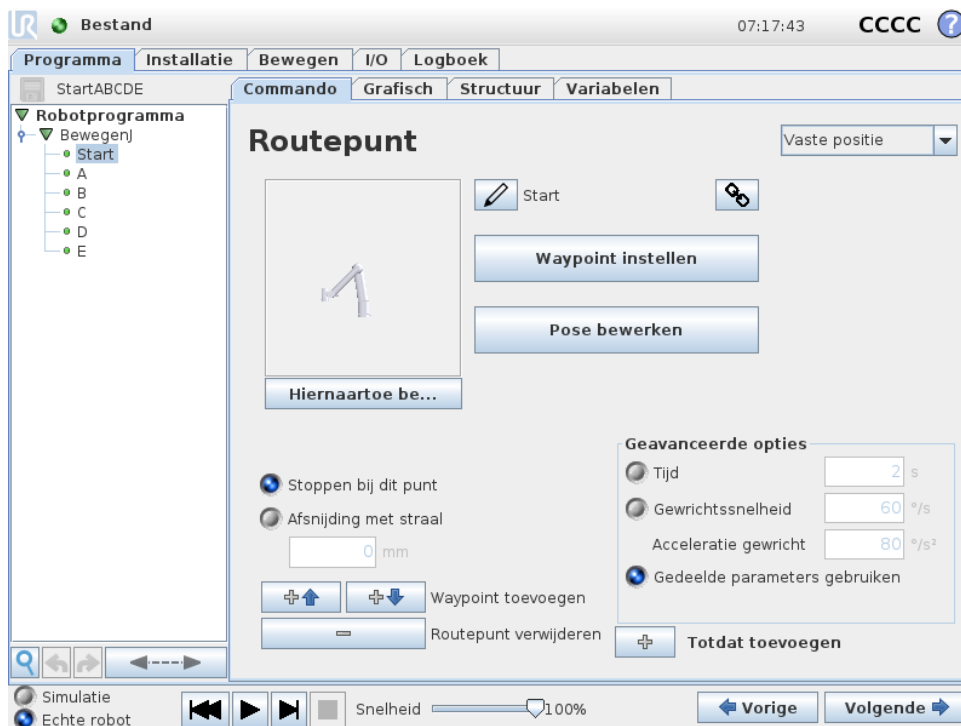 UR Bestand 07:17:43 CCCC ?
Programma Installatie Bewegen I/O Logboek
StartABCDE Commando Grafisch Structuur Variabelen
Robotprogramma
BewegenJ
Start
A
B
C
D
E
Routepunt Vaste positie
Start
Waypoint instellen
Pose bewerken
Hiernaartoe be...
Stoppen bij dit punt
Afsnijding met straal
0 mm
Waypoint toevoegen
Routepunt verwijderen
Geavanceerde opties
Tijd 2 s
Gewrichtssnelheid 60 °/s
Acceleratie gewricht 80 °/s²
Gedeelde parameters gebruiken
Totdat toevoegen
Simulatie
Echte robot
Snelheid 100%
Vorige Volgende